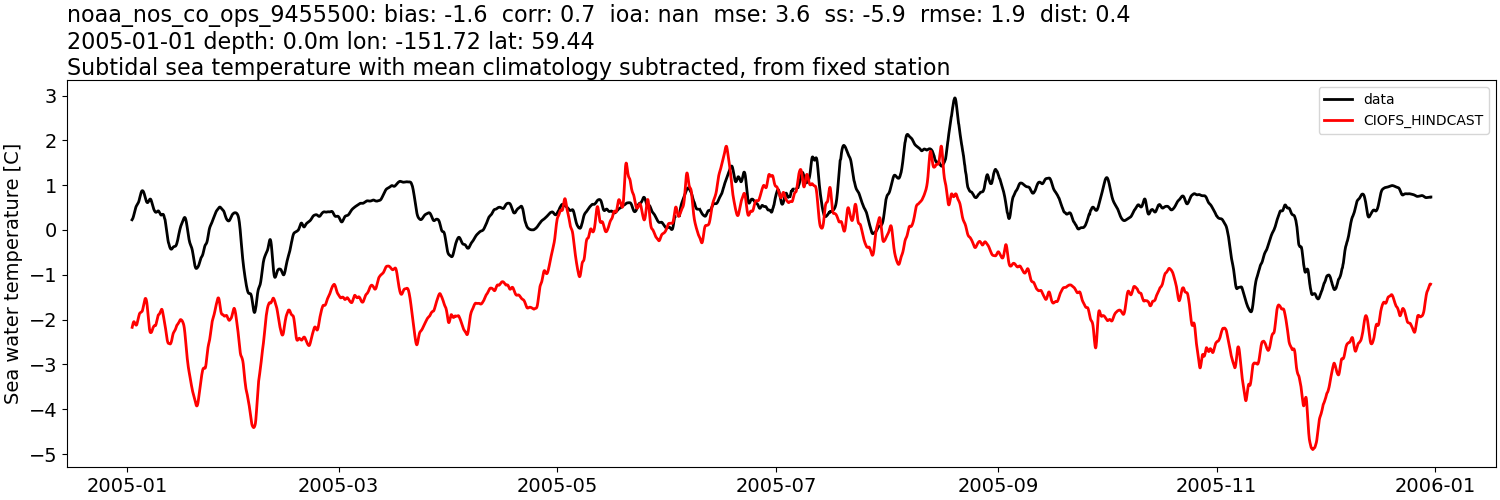 noaa_nos_co_ops_9455500: bias: -1.6  corr: 0.7  ioa: nan  mse: 3.6  ss: -5.9  rmse: 1.9  dist: 0.4
2005-01-01 depth: 0.0m lon: -151.72 lat: 59.44
Subtidal sea temperature with mean climatology subtracted, from fixed station
data
CIOFS_HINDCAST
Sea water temperature [C]
3
2
1
0
−1
−2
−3
−4
−5
2005-01
2005-03
2005-05
2005-07
2005-09
2005-11
2006-01